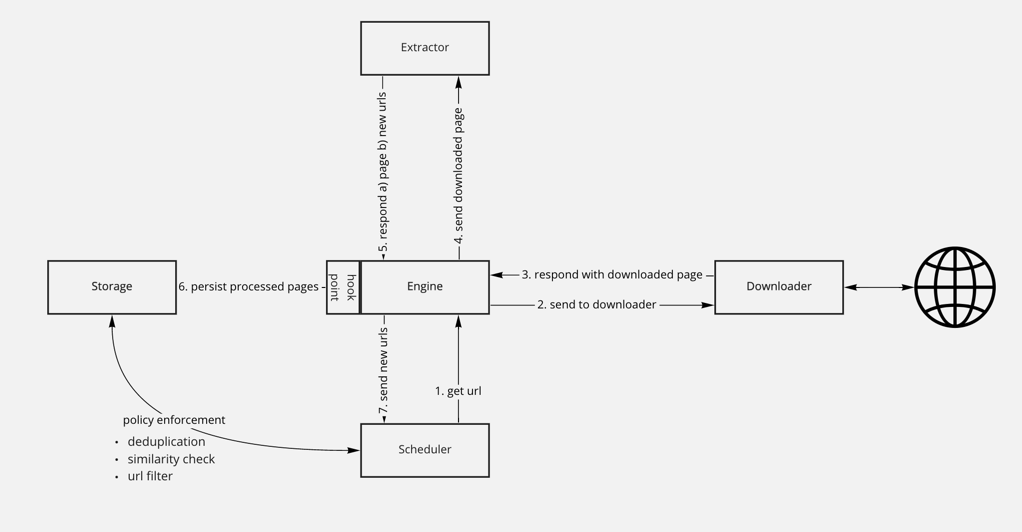 Extractor
5. respond a) page b) new urls
4. send downloaded page
Storage
6. persist processed pages
hook
point
Engine
3. respond with downloaded page
2. send to downloader
Downloader
7. send new urls
1. get url
policy enforcement
• deduplication
• similarity check
• url filter
Scheduler